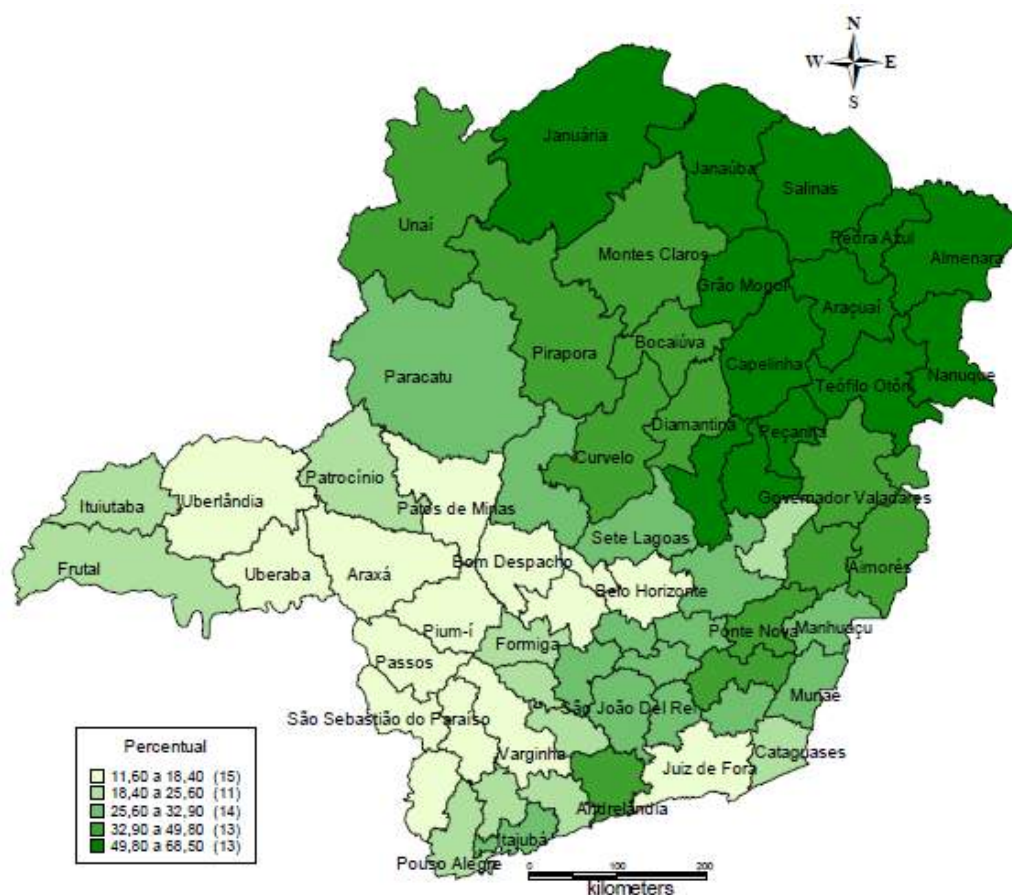 N
W E
S
Januária
Janaúba
Salinas
Unaí
Pedra Azul
Almenara
Montes Claros
Grão Mogol
Araçuaí
Pirapora
Bocaiúva
Capelinha
Paracatu
Teófilo Otôni
Nanuque
Diamantina
Peçanha
Curvelo
Patrocínio
Ituiutaba
Uberlândia
Patos de Minas
Governador Valadares
Sete Lagoas
Bom Despacho
Aimorés
Frutal
Uberaba
Araxá
Belo Horizonte
Pium-í
Formiga
Ponte Nova
Manhuaçu
Passos
Muriaé
São Sebastião do Paraíso
São João Del Rei
Varginha
Cataguases
Juiz de Fora
Andrelândia
Itajubá
Pouso Alegre
Percentual
11,60 a 18,40 (15)
18,40 a 25,60 (11)
25,60 a 32,90 (14)
32,90 a 49,80 (13)
49,80 a 68,50 (13)
0 100 200
kilometers